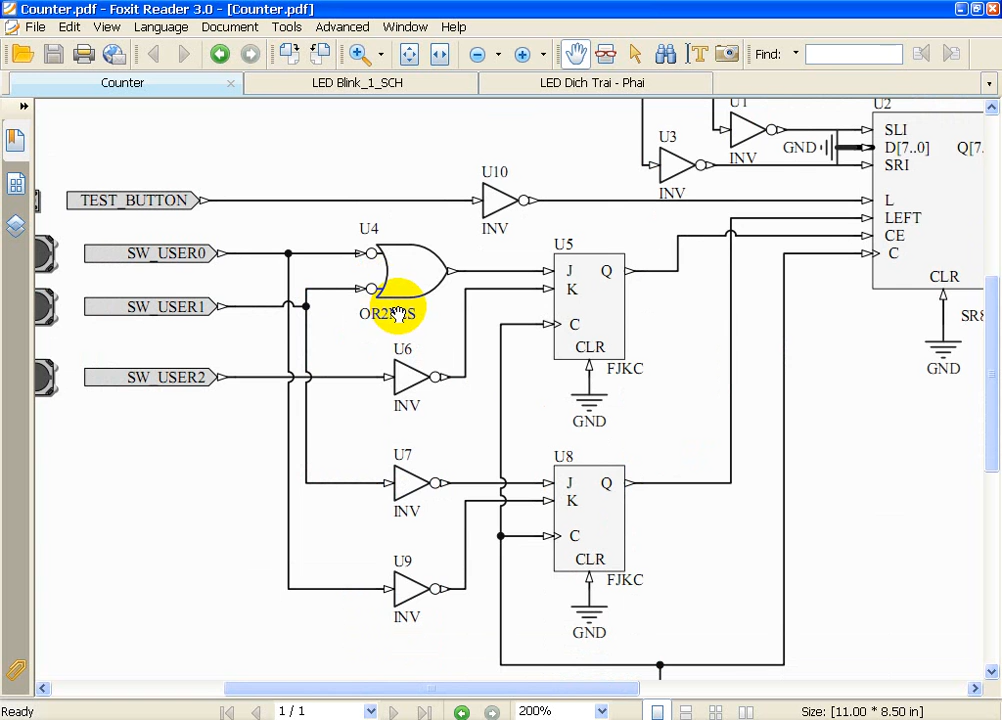 Counter.pdf - Foxit Reader 3.0 - [Counter.pdf]
File Edit View Language Document Tools Advanced Window Help
Find:
Counter
LED Blink_1_SCH
LED Dich Trai - Phai
U1
U2
INV
U3
INV
GND
SLI
D[7..0]
Q[7.
SRI
L
LEFT
CE
C
CLR
GND
TEST_BUTTON
U10
INV
SW_USER0
U4
SW_USER1
SW_USER2
U5
J
Q
K
C
CLR
FJKC
GND
U6
INV
U7
INV
U8
J
Q
K
C
CLR
FJKC
GND
U9
INV
Ready
1 / 1
200%
Size: [11.00 * 8.50 in]